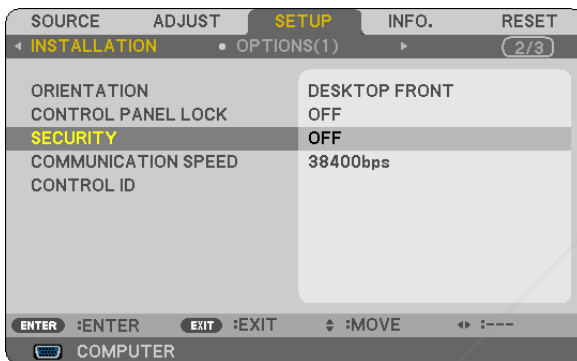 SOURCE ADJUST SETUP INFO. RESET
INSTALLATION OPTIONS(1) 2/3
ORIENTATION DESKTOP FRONT
CONTROL PANEL LOCK OFF
SECURITY OFF
COMMUNICATION SPEED 38400bps
CONTROL ID
ENTER :ENTER EXIT :EXIT :MOVE :---
COMPUTER